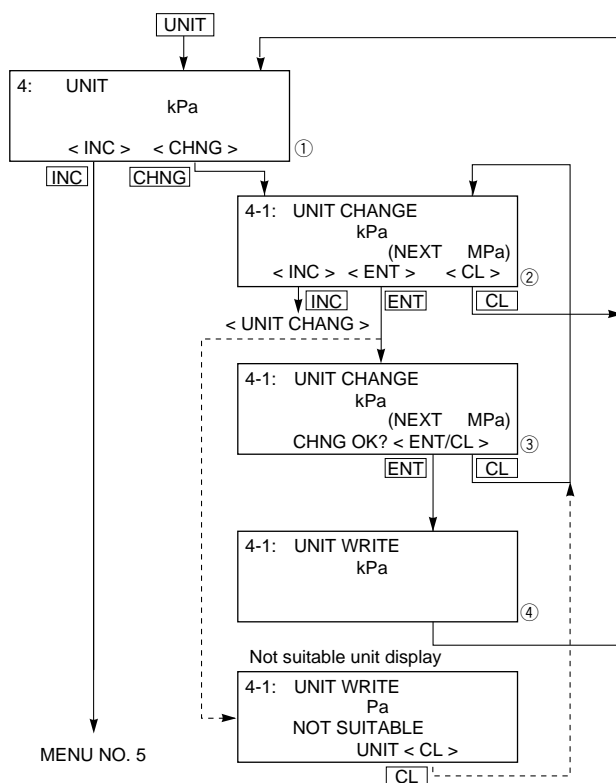 UNIT
4: UNIT
kPa
< INC > < CHNG >
①
INC CHNG
4-1: UNIT CHANGE
kPa
(NEXT MPa)
< INC > < ENT > < CL >
②
INC ENT CL
< UNIT CHANG >
4-1: UNIT CHANGE
kPa
(NEXT MPa)
CHNG OK? < ENT/CL >
③
ENT CL
4-1: UNIT WRITE
kPa
④
Not suitable unit display
4-1: UNIT WRITE
Pa
NOT SUITABLE
UNIT < CL >
MENU NO. 5
CL